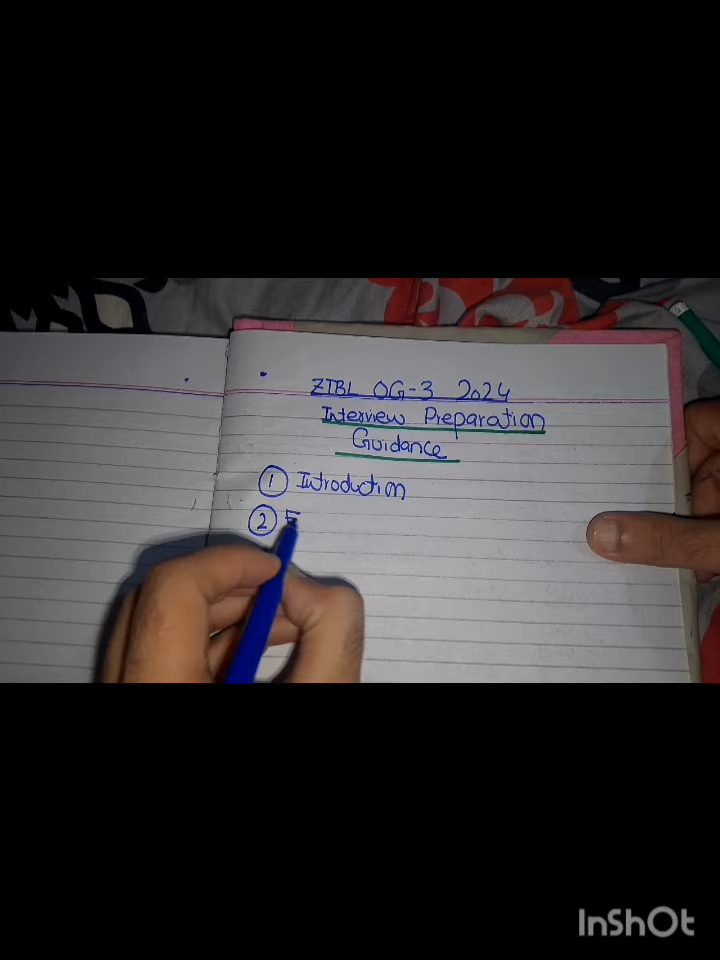 ZTBL OG-3 2024
Interview Preparation
Guidance
1 Introduction
2
InShOt